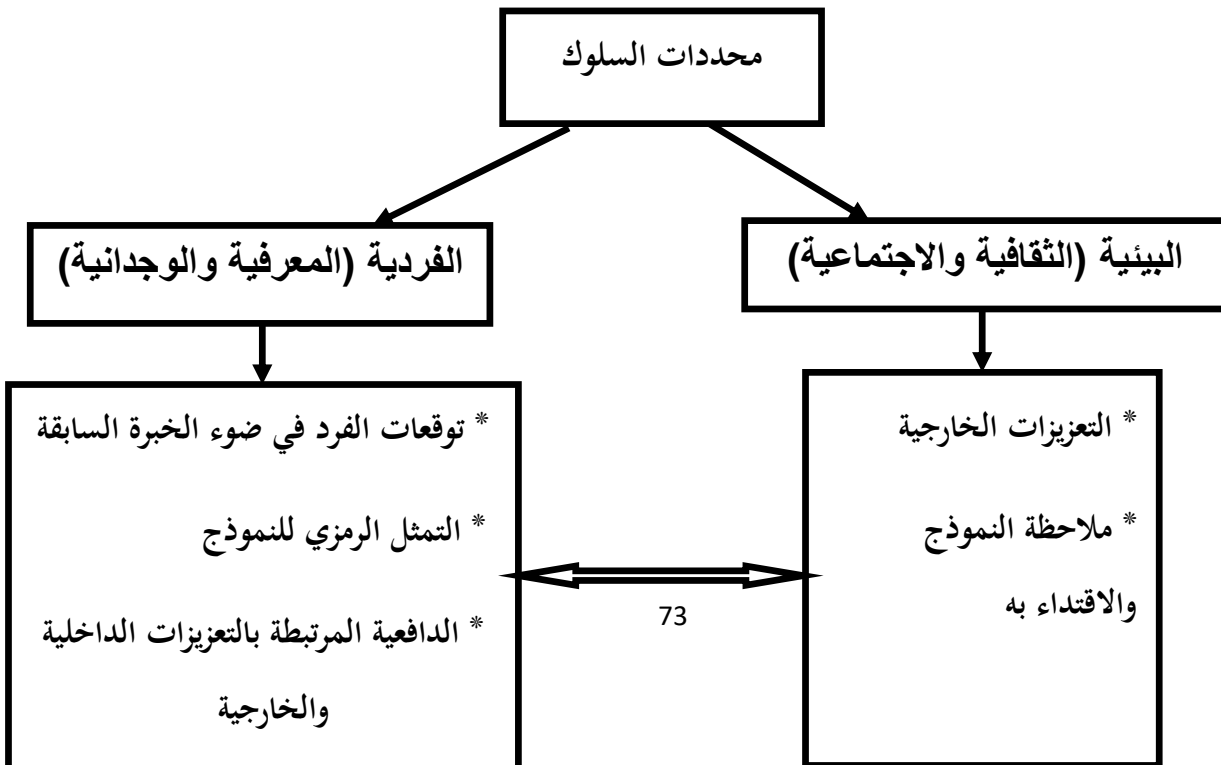 محددات السلوك
البيئية (الثقافية والاجتماعية)
الفردية (المعرفية والوجدانية)
* التعزيزات الخارجية
* ملاحظة النموذج
والاقتداء به
* توقعات الفرد في ضوء الخبرة السابقة
* التمثل الرمزي للنموذج
* الدافعية المرتبطة بالتعزيزات الداخلية
والخارجية
73